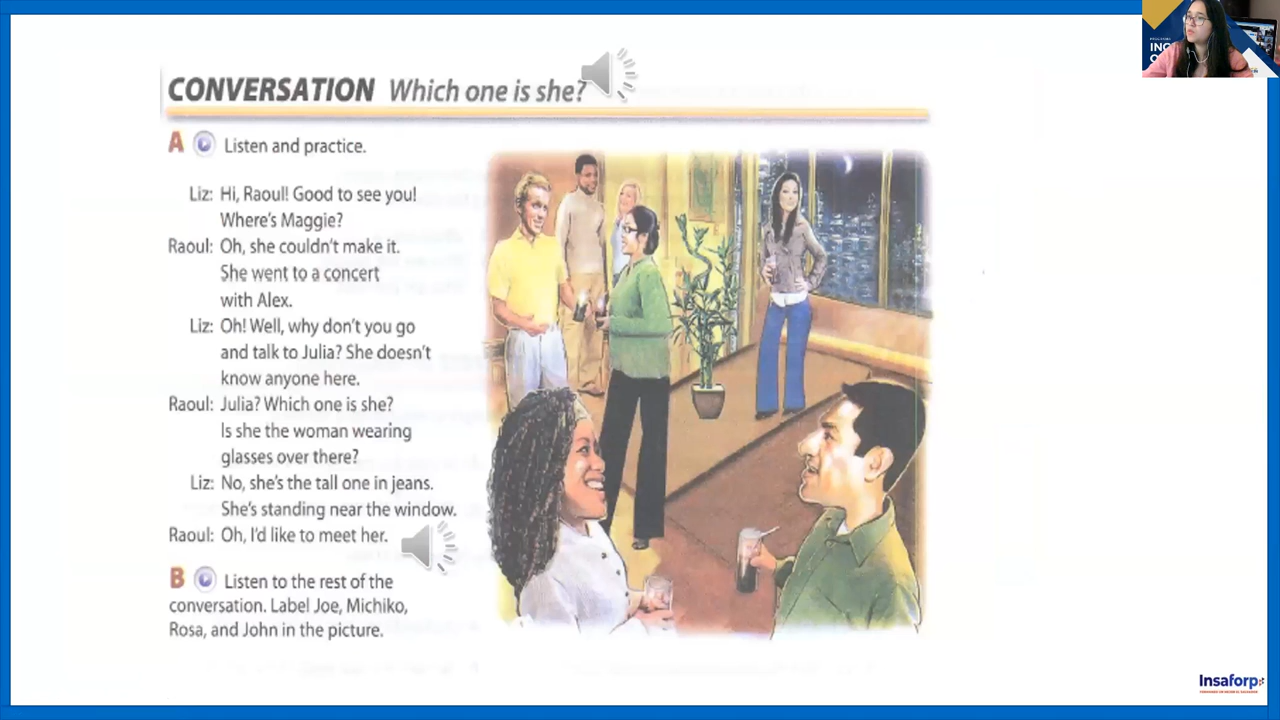 CONVERSATION Which one is she?
A Listen and practice.
Liz: Hi, Raoul! Good to see you!
Where's Maggie?
Raoul: Oh, she couldn't make it.
She went to a concert
with Alex.
Liz: Oh! Well, why don't you go
and talk to Julia? She doesn't
know anyone here.
Raoul: Julia? Which one is she?
Is she the woman wearing
glasses over there?
Liz: No, she's the tall one in jeans.
She's standing near the window.
Raoul: Oh, I'd like to meet her.
B Listen to the rest of the
conversation. Label Joe, Michiko,
Rosa, and John in the picture.
Insaforp